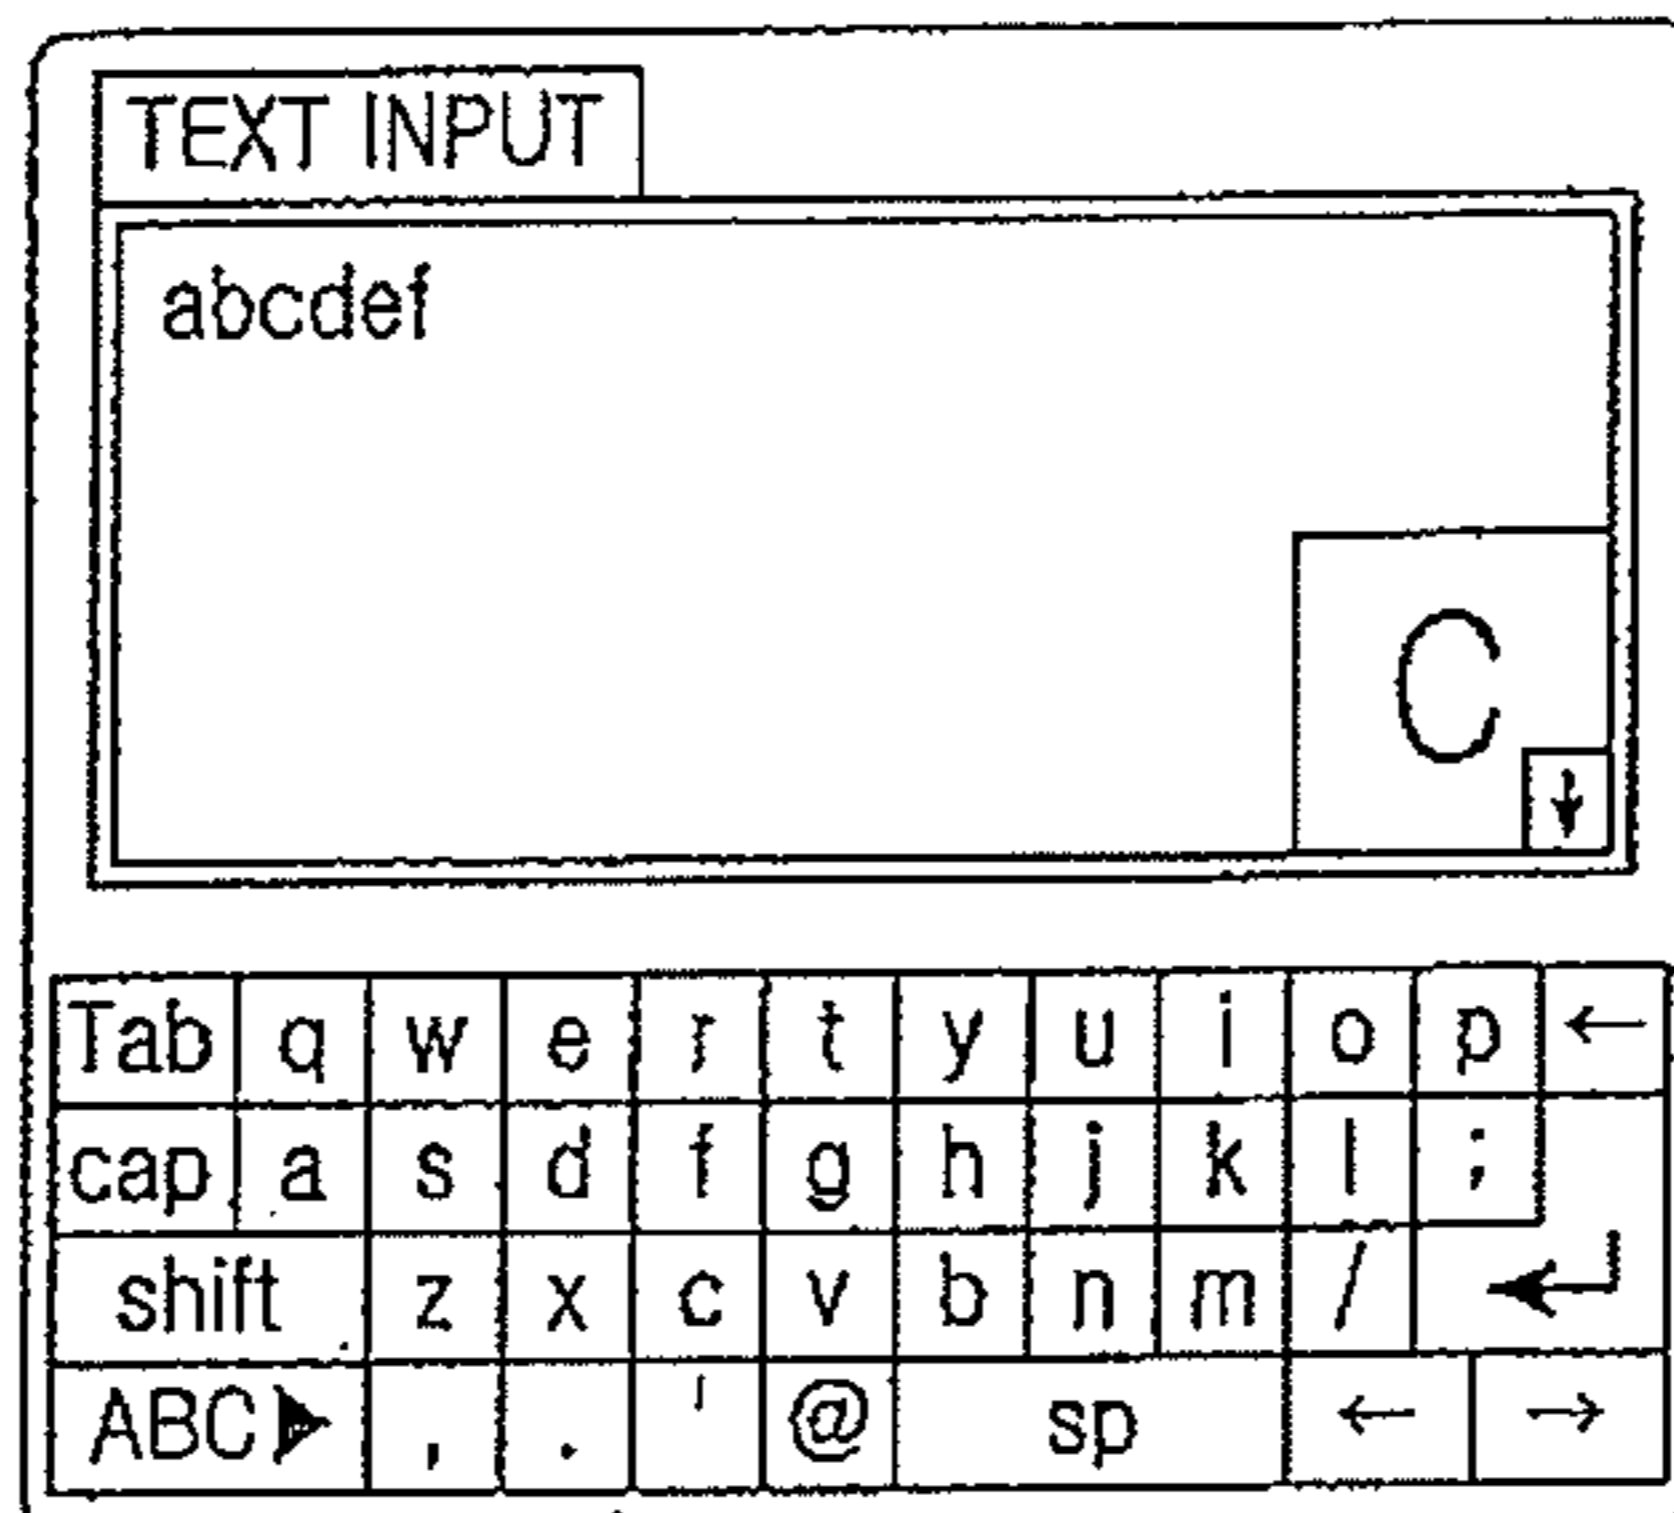 TEXT INPUT
abcdef
C
↓
Tab q w e r t y u i o p ←
cap a s d f g h j k l ;
shift z x c v b n m / ↵
ABC▶ , . ' @ sp ← →